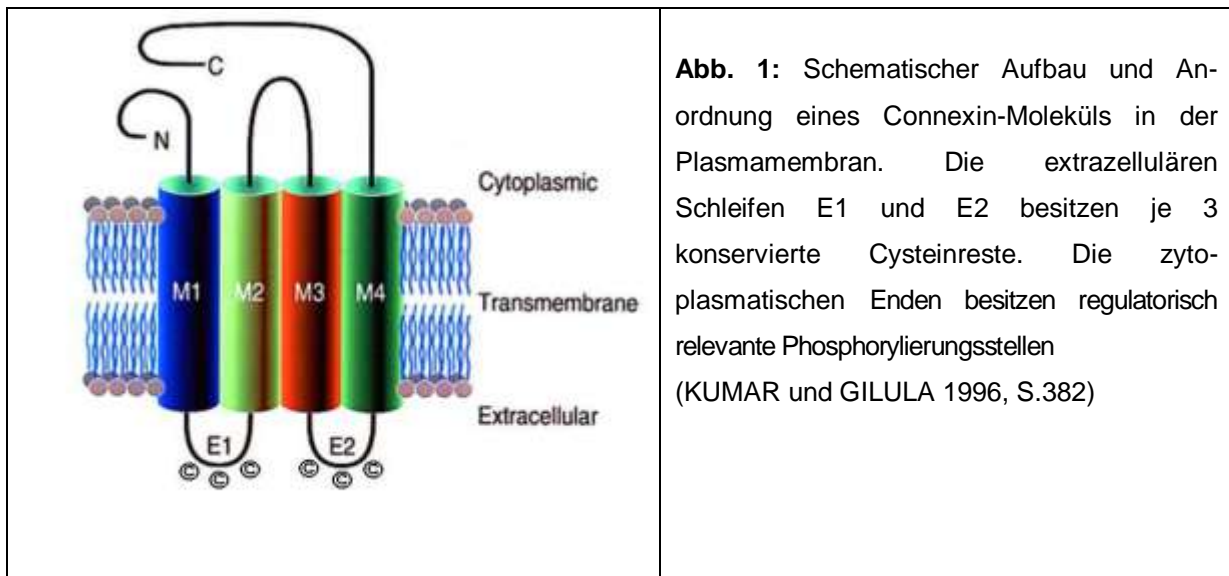 C
N
Cytoplasmic
M1 M2 M3 M4
Transmembrane
Extracellular
E1 E2
© © © © © ©
Abb. 1: Schematischer Aufbau und An-
ordnung eines Connexin-Moleküls in der
Plasmamembran. Die extrazellulären
Schleifen E1 und E2 besitzen je 3
konservierte Cysteinreste. Die zyto-
plasmatischen Enden besitzen regulatorisch
relevante Phosphorylierungsstellen
(KUMAR und GILULA 1996, S.382)